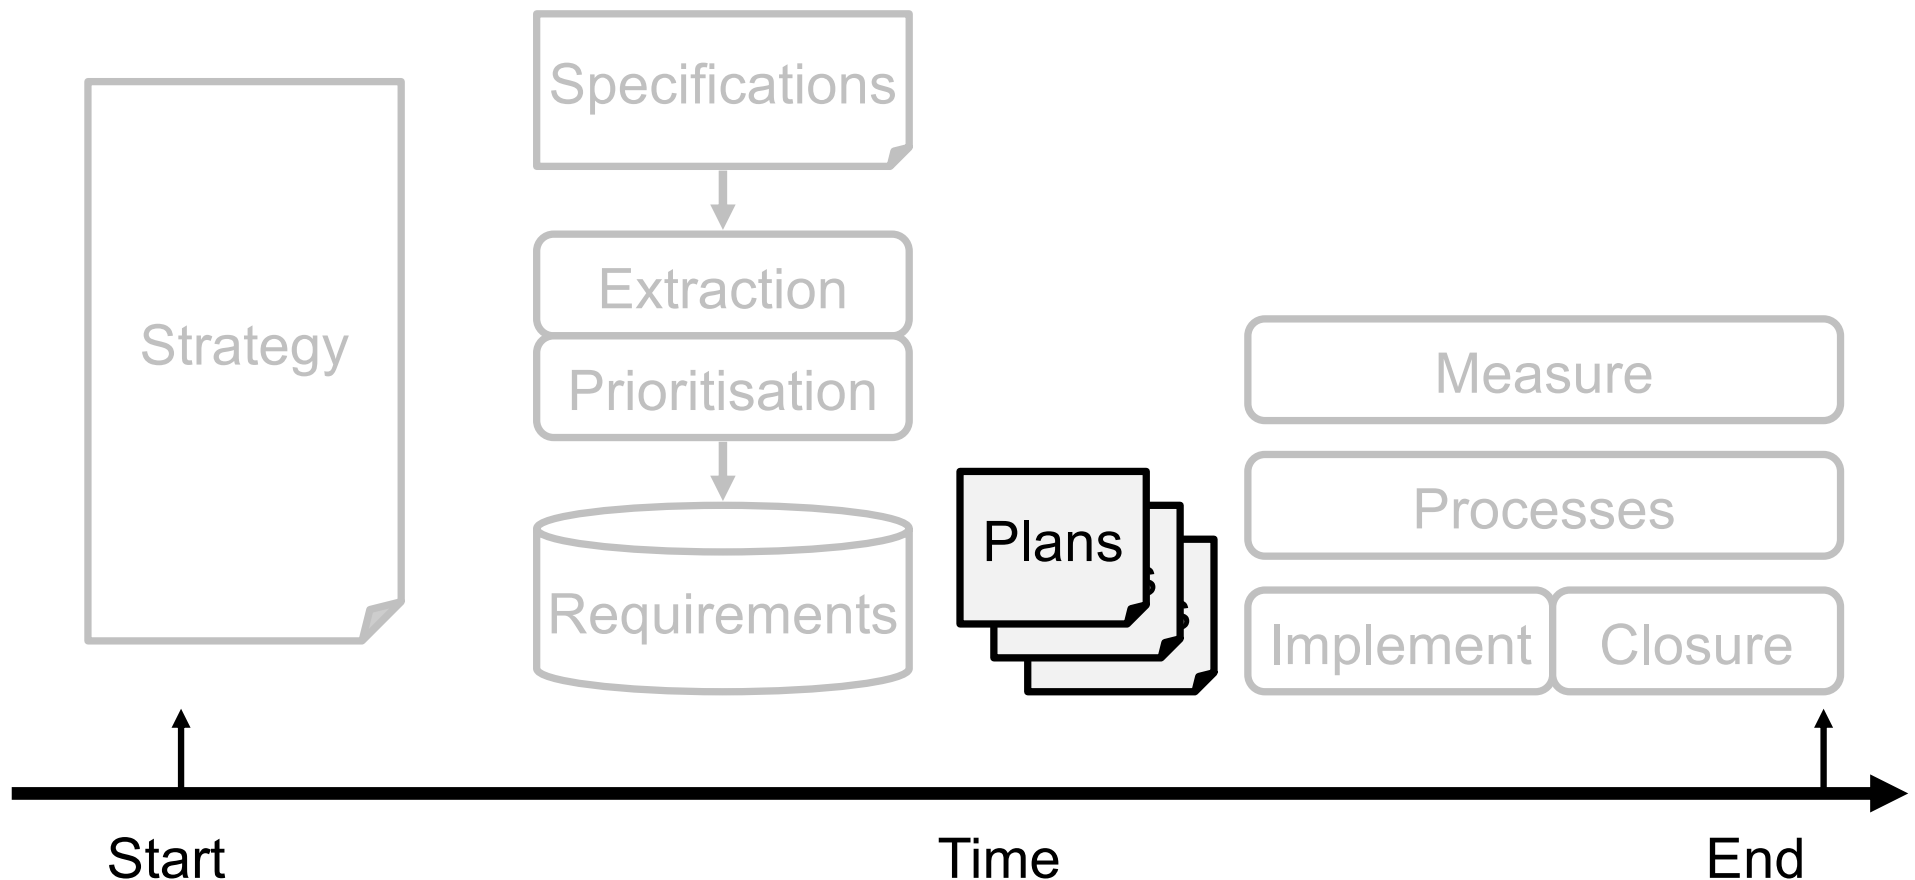 Specifications
Strategy
Extraction
Prioritisation
Requirements
Plans
Measure
Processes
Implement
Closure
Start
Time
End